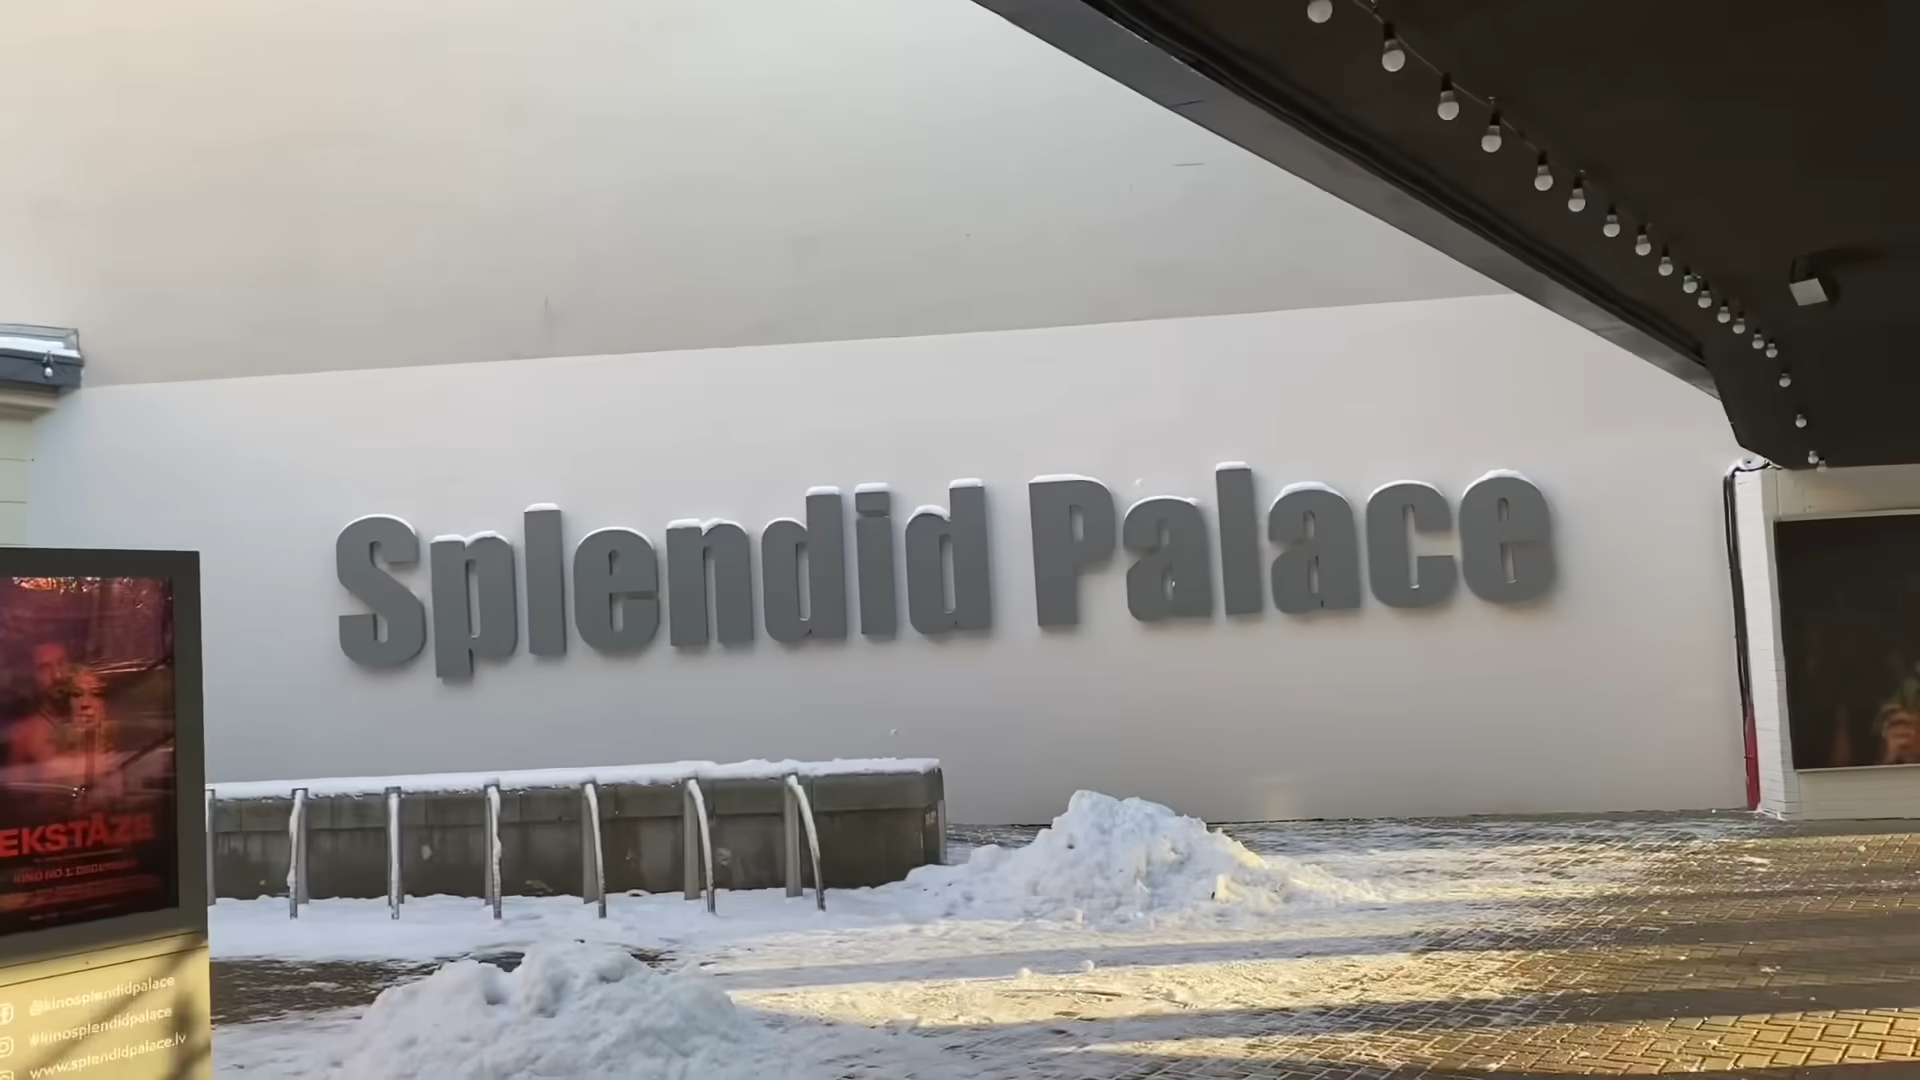 Splendid Palace
EKSTĀZE
KINO NO 1. DECEMBRA
@kinosplendidpalace
#kinosplendidpalace
www.splendidpalace.lv